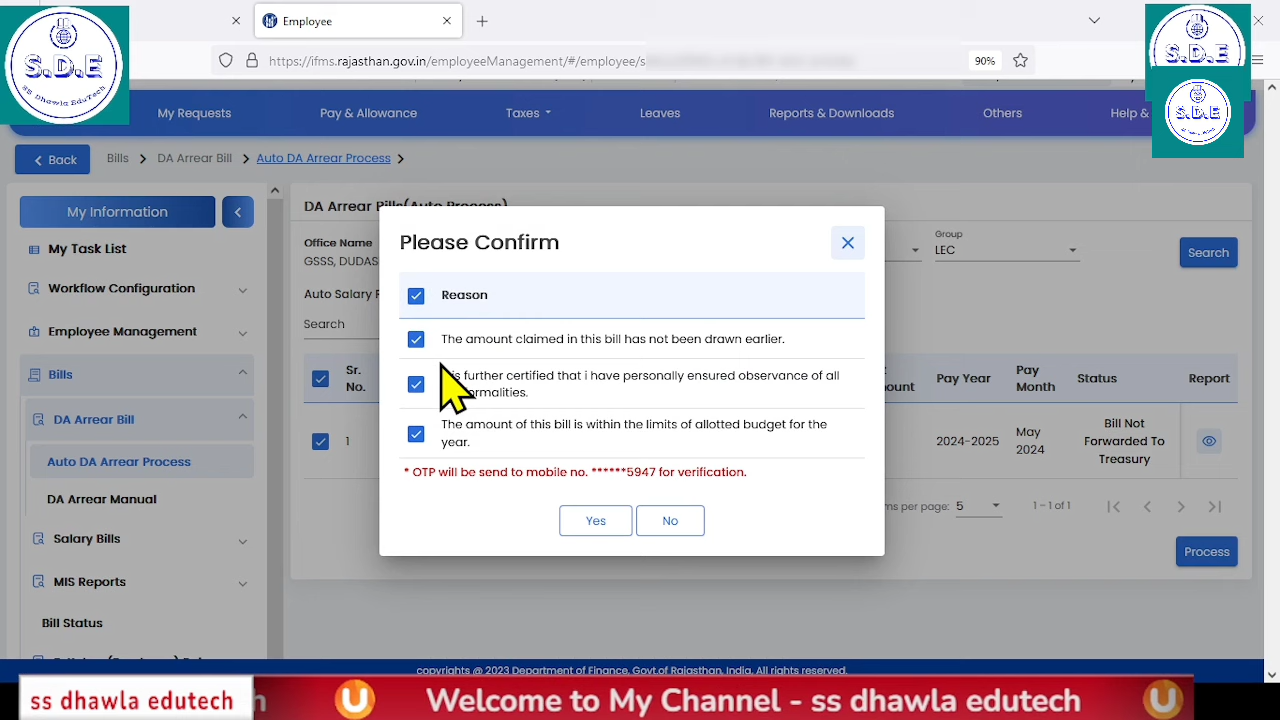 S.D.E
SS Dhawla EduTech
Employee
https://ifms.rajasthan.gov.in/employeeManagement/#/employee/s
90%
S.D.E
S.D.E
My Requests
Pay & Allowance
Taxes
Leaves
Reports & Downloads
Others
Help &
Back
Bills
DA Arrear Bill
Auto DA Arrear Process
My Information
My Task List
Workflow Configuration
Employee Management
Bills
DA Arrear Bill
Auto DA Arrear Process
DA Arrear Manual
Salary Bills
MIS Reports
Bill Status
DA Arrear Bills(Auto Process)
Office Name
GSSS, DUDAS
Group
LEC
Search
Auto Salary
Search
Sr. No.
Pay Year
Pay Month
Status
Report
1
2024-2025
May 2024
Bill Not Forwarded To Treasury
per page:
5
1 – 1 of 1
Process
Please Confirm
Reason
The amount claimed in this bill has not been drawn earlier.
further certified that i have personally ensured observance of all
The amount of this bill is within the limits of allotted budget for the
year.
* OTP will be send to mobile no. ******5947 for verification.
Yes
No
copyrights @ 2023 Department of Finance, Govt.of Rajasthan, India, All rights reserved.
ss dhawla edutech
Welcome to My Channel - ss dhawla edutech